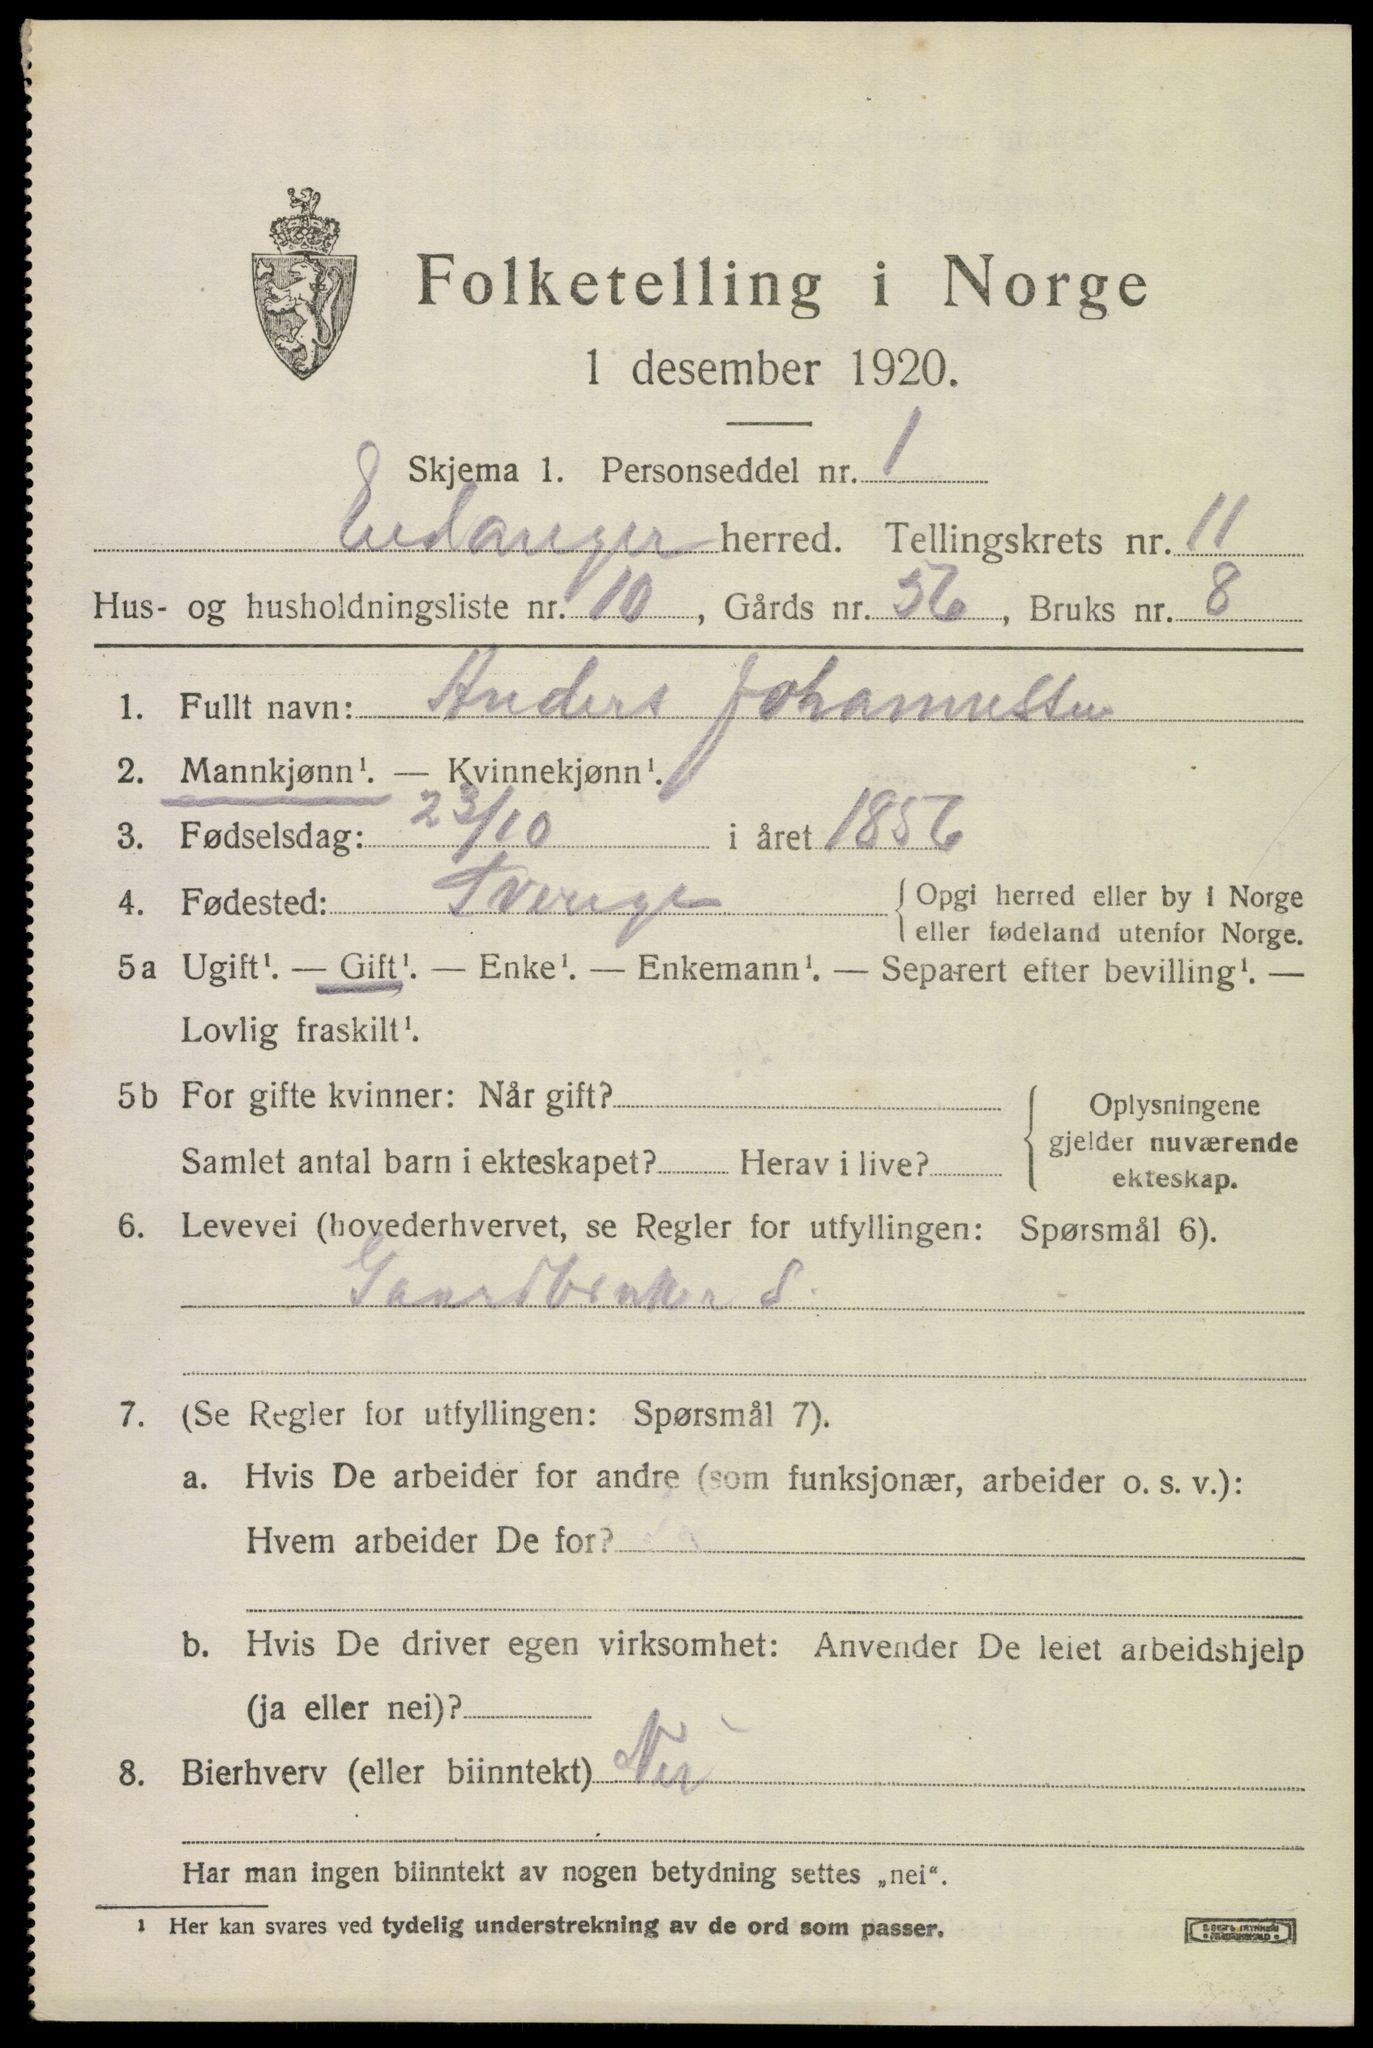 Folketelling i Norge
1 desember 1920.
Skjema 1. Personseddel nr. 1
Eidanger herred. Tellingskrets nr. 11
Hus- og husholdningsliste nr. 10, Gårds nr. 56, Bruks nr. 8
1. Fullt navn: Anders Johannessen
2. Mannkjønn¹. — Kvinnekjønn¹.
3. Fødselsdag: 23/10 i året 1856
4. Fødested: Sverige { Opgi herred eller by i Norge
eller fødeland utenfor Norge.
5a Ugift¹. — Gift¹. — Enke¹. — Enkemann¹. — Separert efter bevilling¹. —
Lovlig fraskilt¹.
5b For gifte kvinner: Når gift?
Samlet antal barn i ekteskapet? Herav i live?
Oplysningene
gjelder nuværende
ekteskap.
6. Levevei (hovederhvervet, se Regler for utfyllingen: Spørsmål 6).
Gaardbruker S.
7. (Se Regler for utfyllingen: Spørsmål 7).
a. Hvis De arbeider for andre (som funksjonær, arbeider o. s. v.):
Hvem arbeider De for?
b. Hvis De driver egen virksomhet: Anvender De leiet arbeidshjelp
(ja eller nei)?
8. Bierhverv (eller biinntekt) Nei
Har man ingen biinntekt av nogen betydning settes „nei“.
¹ Her kan svares ved tydelig understrekning av de ord som passer.